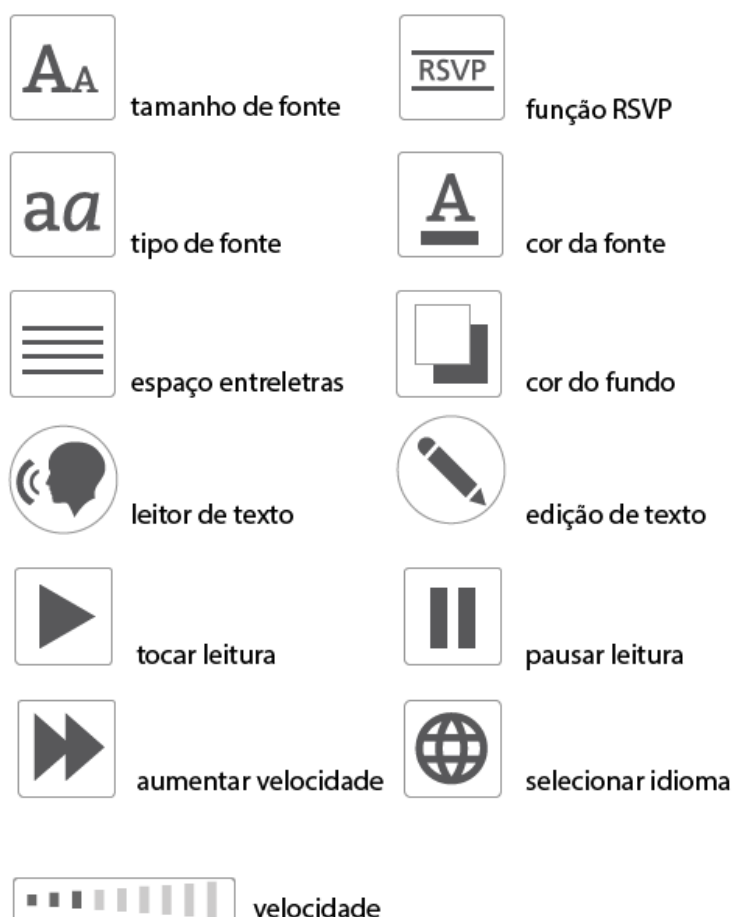 AA
tamanho de fonte
RSVP
função RSVP
aa
tipo de fonte
A
cor da fonte
espaço entreletras
cor do fundo
leitor de texto
edição de texto
tocar leitura
pausar leitura
aumentar velocidade
selecionar idioma
velocidade